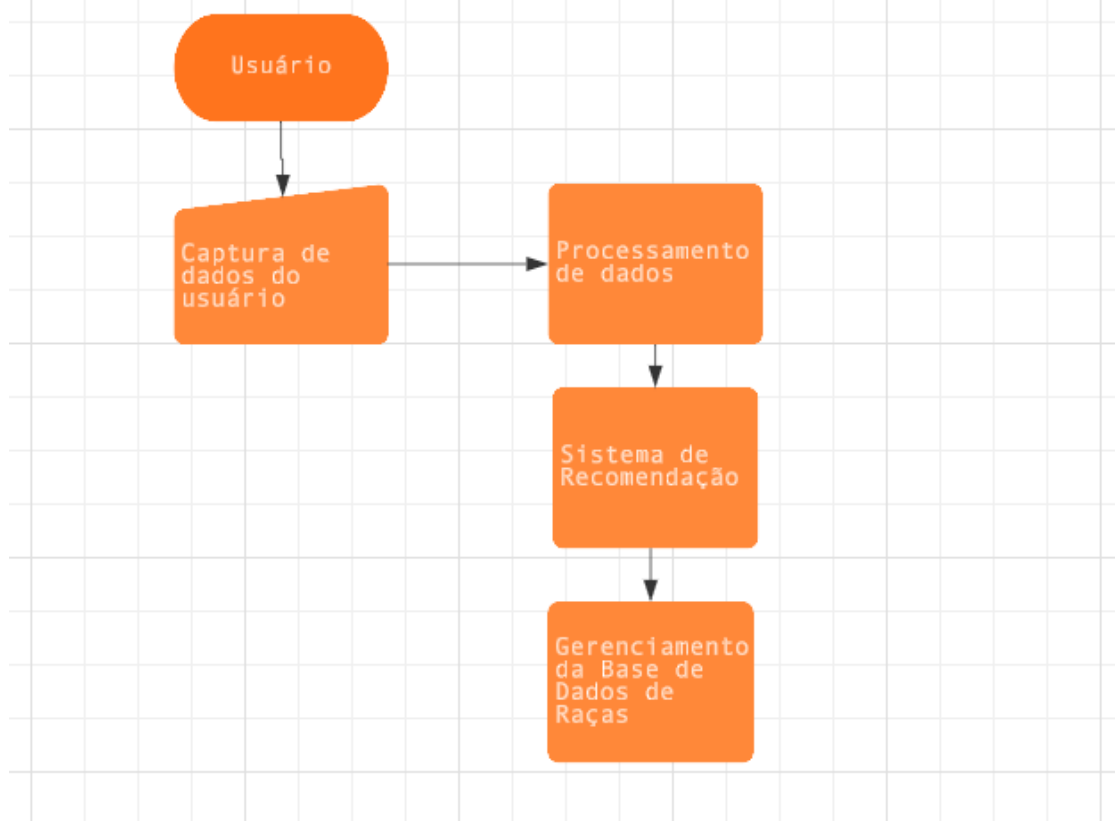 Usuário
Captura de
dados do
usuário
Processamento
de dados
Sistema de
Recomendação
Gerenciamento
da Base de
Dados de
Raças